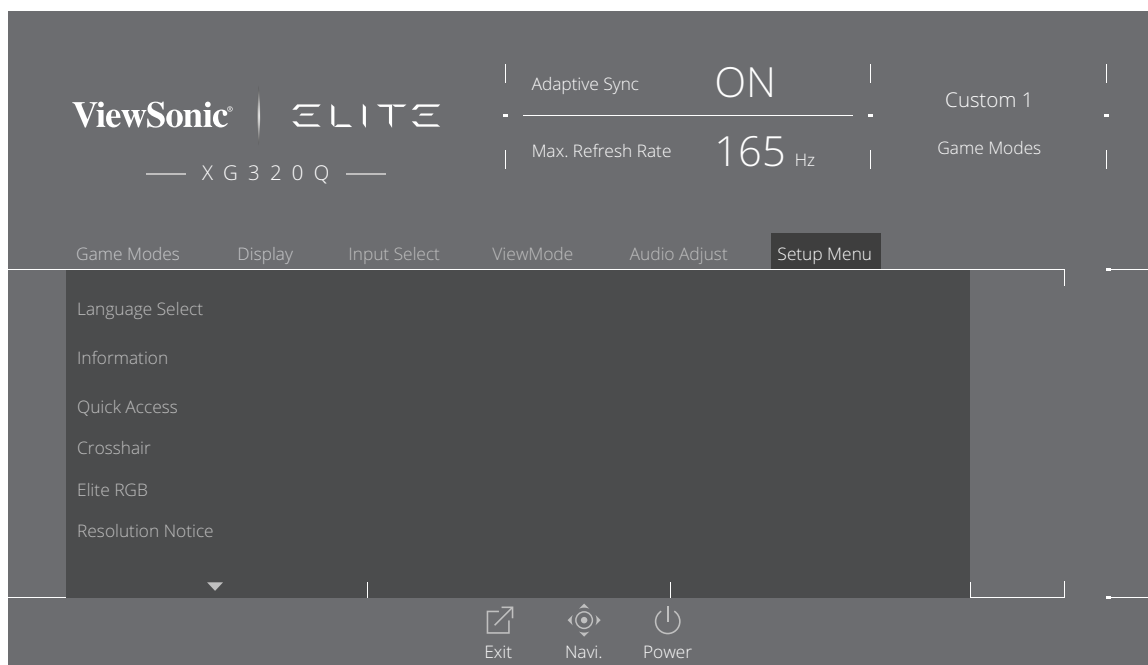 ViewSonic® | ELITE
XG320Q
Adaptive Sync ON
Max. Refresh Rate 165 Hz
Custom 1
Game Modes
Game Modes Display Input Select ViewMode Audio Adjust Setup Menu
Language Select
Information
Quick Access
Crosshair
Elite RGB
Resolution Notice
Exit Navi. Power